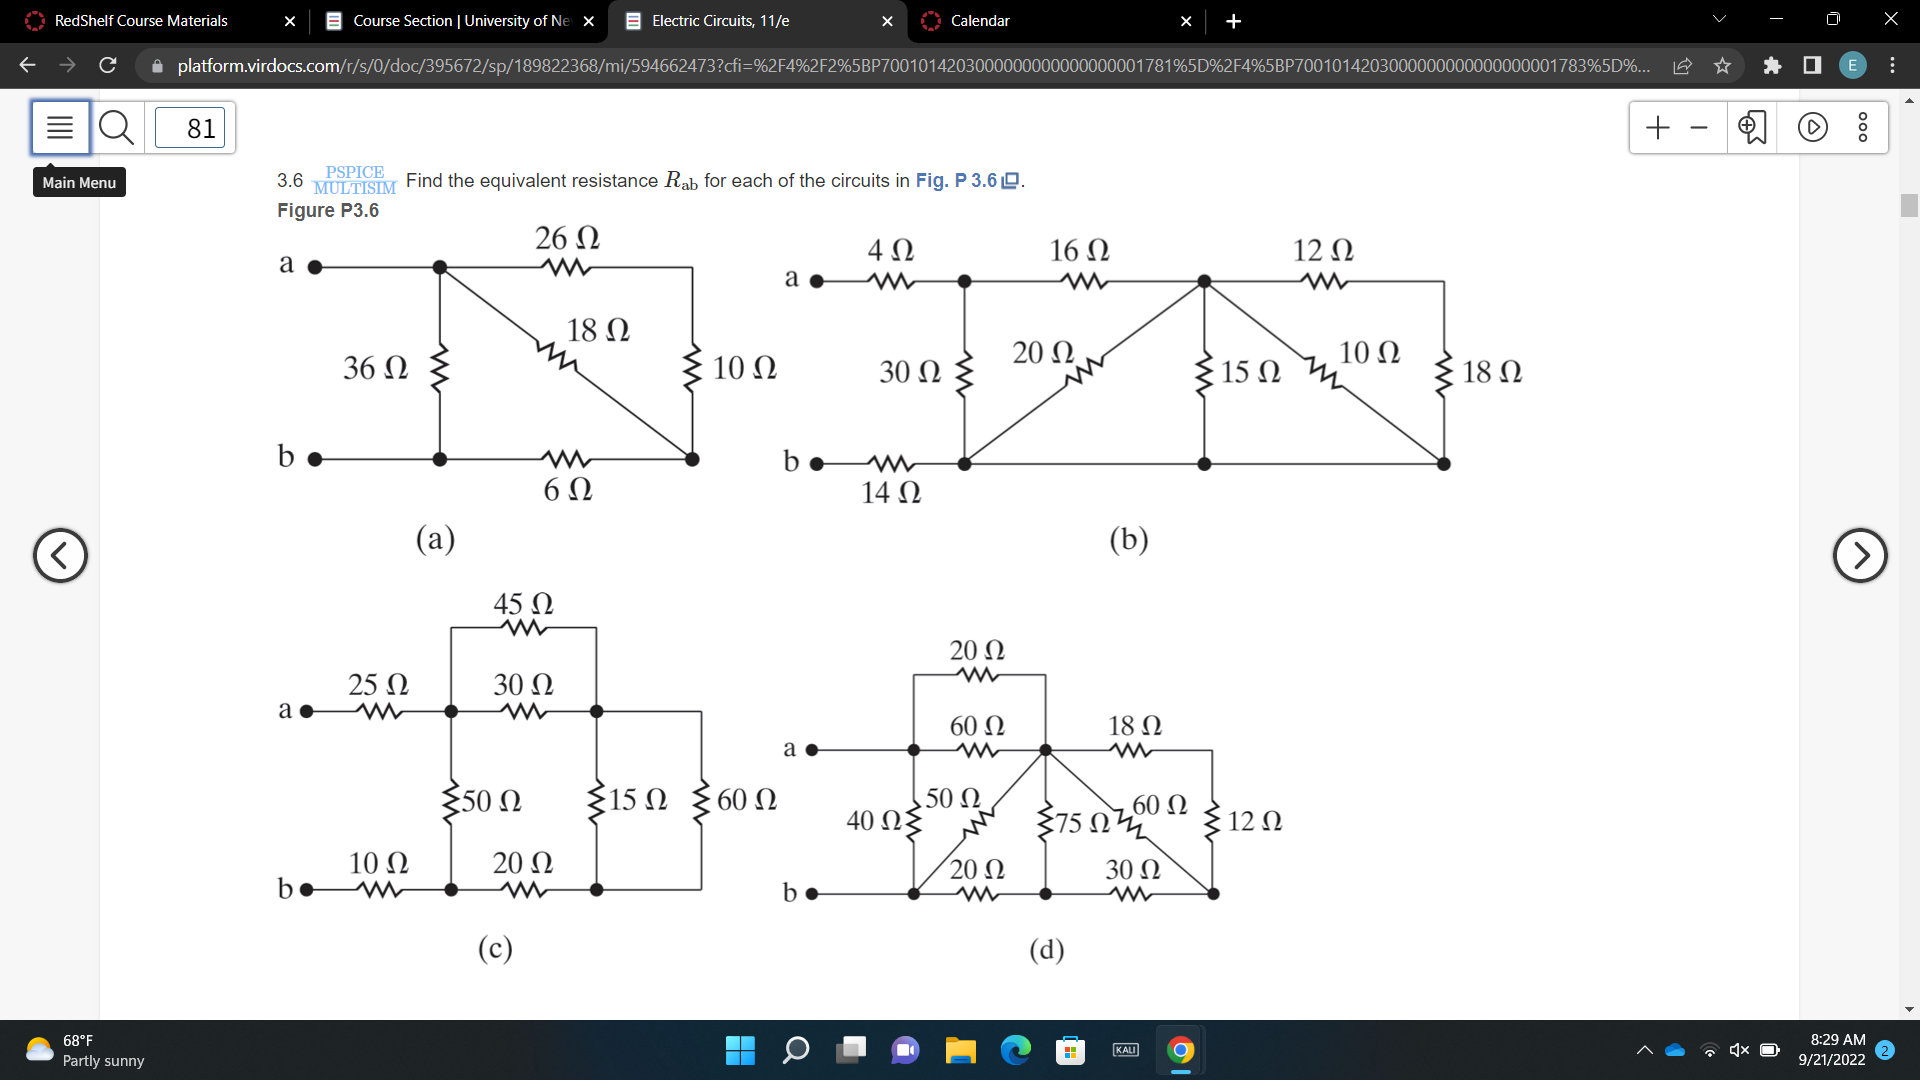 RedShelf Course Materials
Course Section | University of Ne
Electric Circuits, 11/e
Calendar
platform.virdocs.com/r/s/0/doc/395672/sp/189822368/mi/594662473?cfi=%2F4%2F2%5BP7001014203000000000000000001781%5D%2F4%5BP7001014203000000000000000001783%5D%...
E
81
Main Menu
3.6 PSPICE MULTISIM Find the equivalent resistance Rab for each of the circuits in Fig. P 3.6.
Figure P3.6
26 Ω
a
18 Ω
36 Ω
10 Ω
b
6 Ω
(a)
4 Ω
16 Ω
12 Ω
a
20 Ω
10 Ω
30 Ω
15 Ω
18 Ω
b
14 Ω
(b)
45 Ω
25 Ω
30 Ω
a
50 Ω
15 Ω
60 Ω
10 Ω
20 Ω
b
(c)
20 Ω
60 Ω
18 Ω
a
50 Ω
60 Ω
40 Ω
75 Ω
12 Ω
20 Ω
30 Ω
b
(d)
68°F
Partly sunny
KALI
8:29 AM
9/21/2022
2